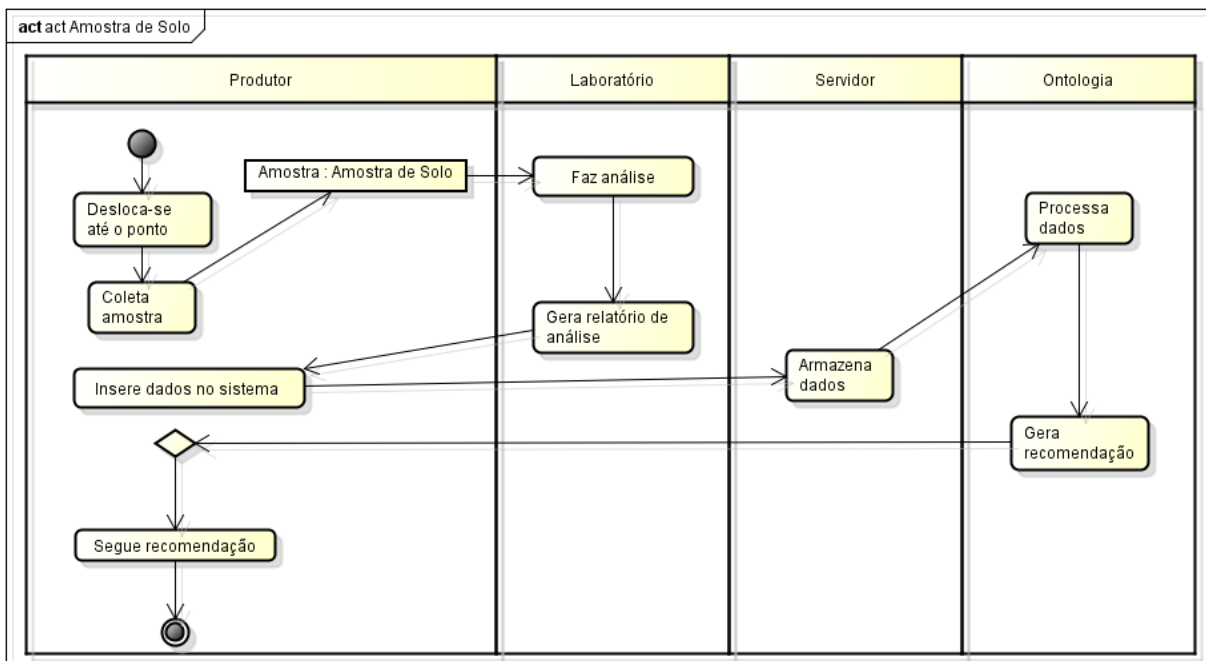 act act Amostra de Solo
Produtor
Laboratório
Servidor
Ontologia
Desloca-se
até o ponto
Coleta
amostra
Amostra : Amostra de Solo
Faz análise
Gera relatório de
análise
Insere dados no sistema
Armazena
dados
Processa
dados
Gera
recomendação
Segue recomendação